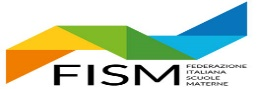 FISM
FEDERAZIONE
ITALIANA
SCUOLE
MATERNE